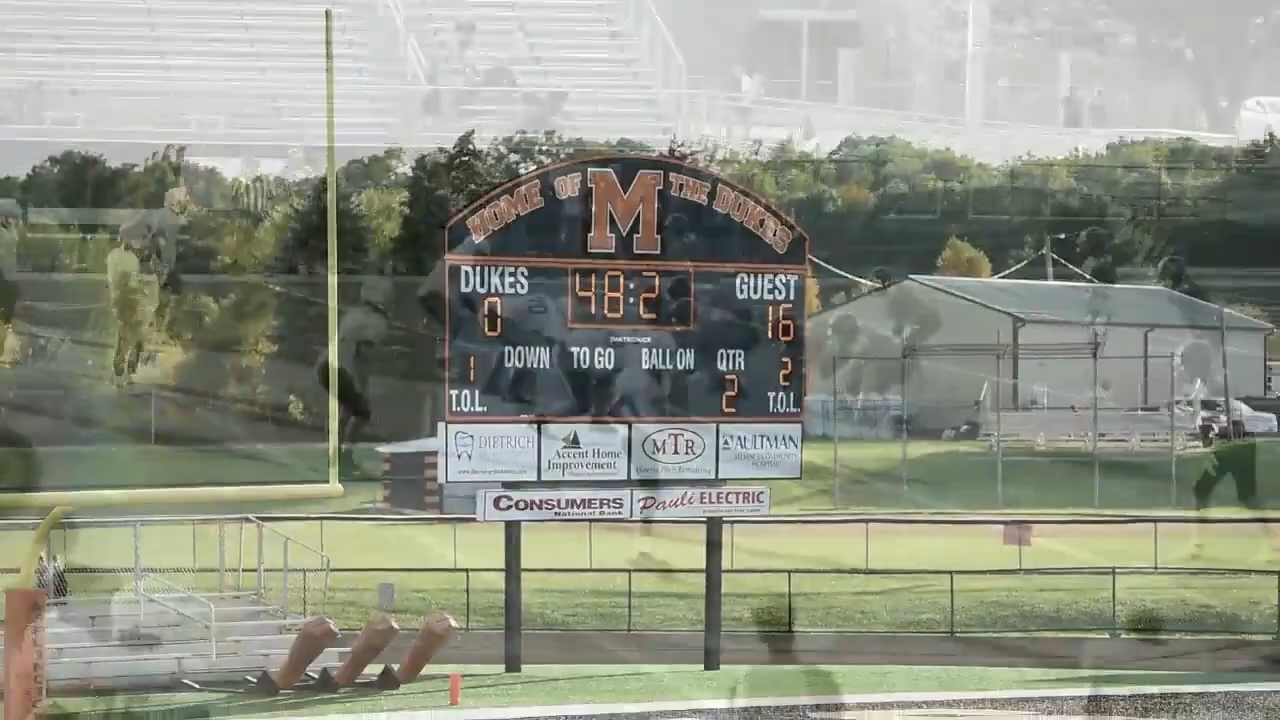 HOME OF M THE DUKES
DUKES 48:2 GUEST
0 16
DAKTRONICS
1 DOWN TO GO BALL ON QTR 2
T.O.L. 2 T.O.L.
DIETRICH
Accent Home
Improvement
MTR
AULTMAN
CONSUMERS
National Bank
Pauli ELECTRIC